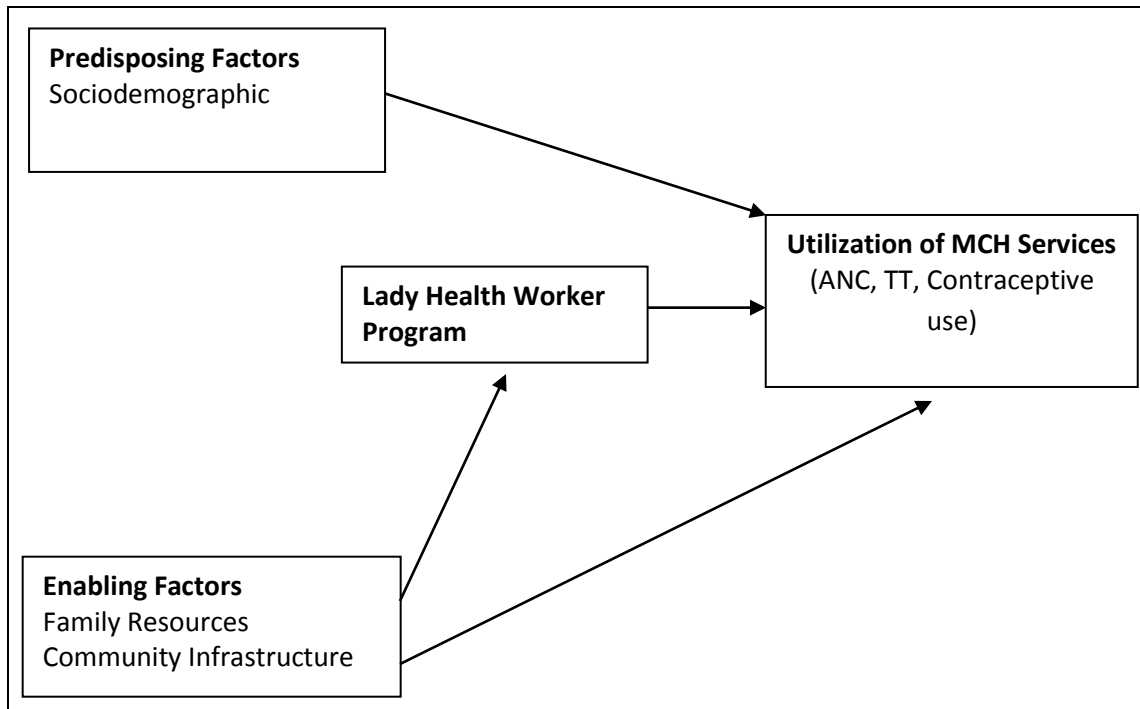 Predisposing Factors
Sociodemographic
Utilization of MCH Services
(ANC, TT, Contraceptive
use)
Lady Health Worker
Program
Enabling Factors
Family Resources
Community Infrastructure